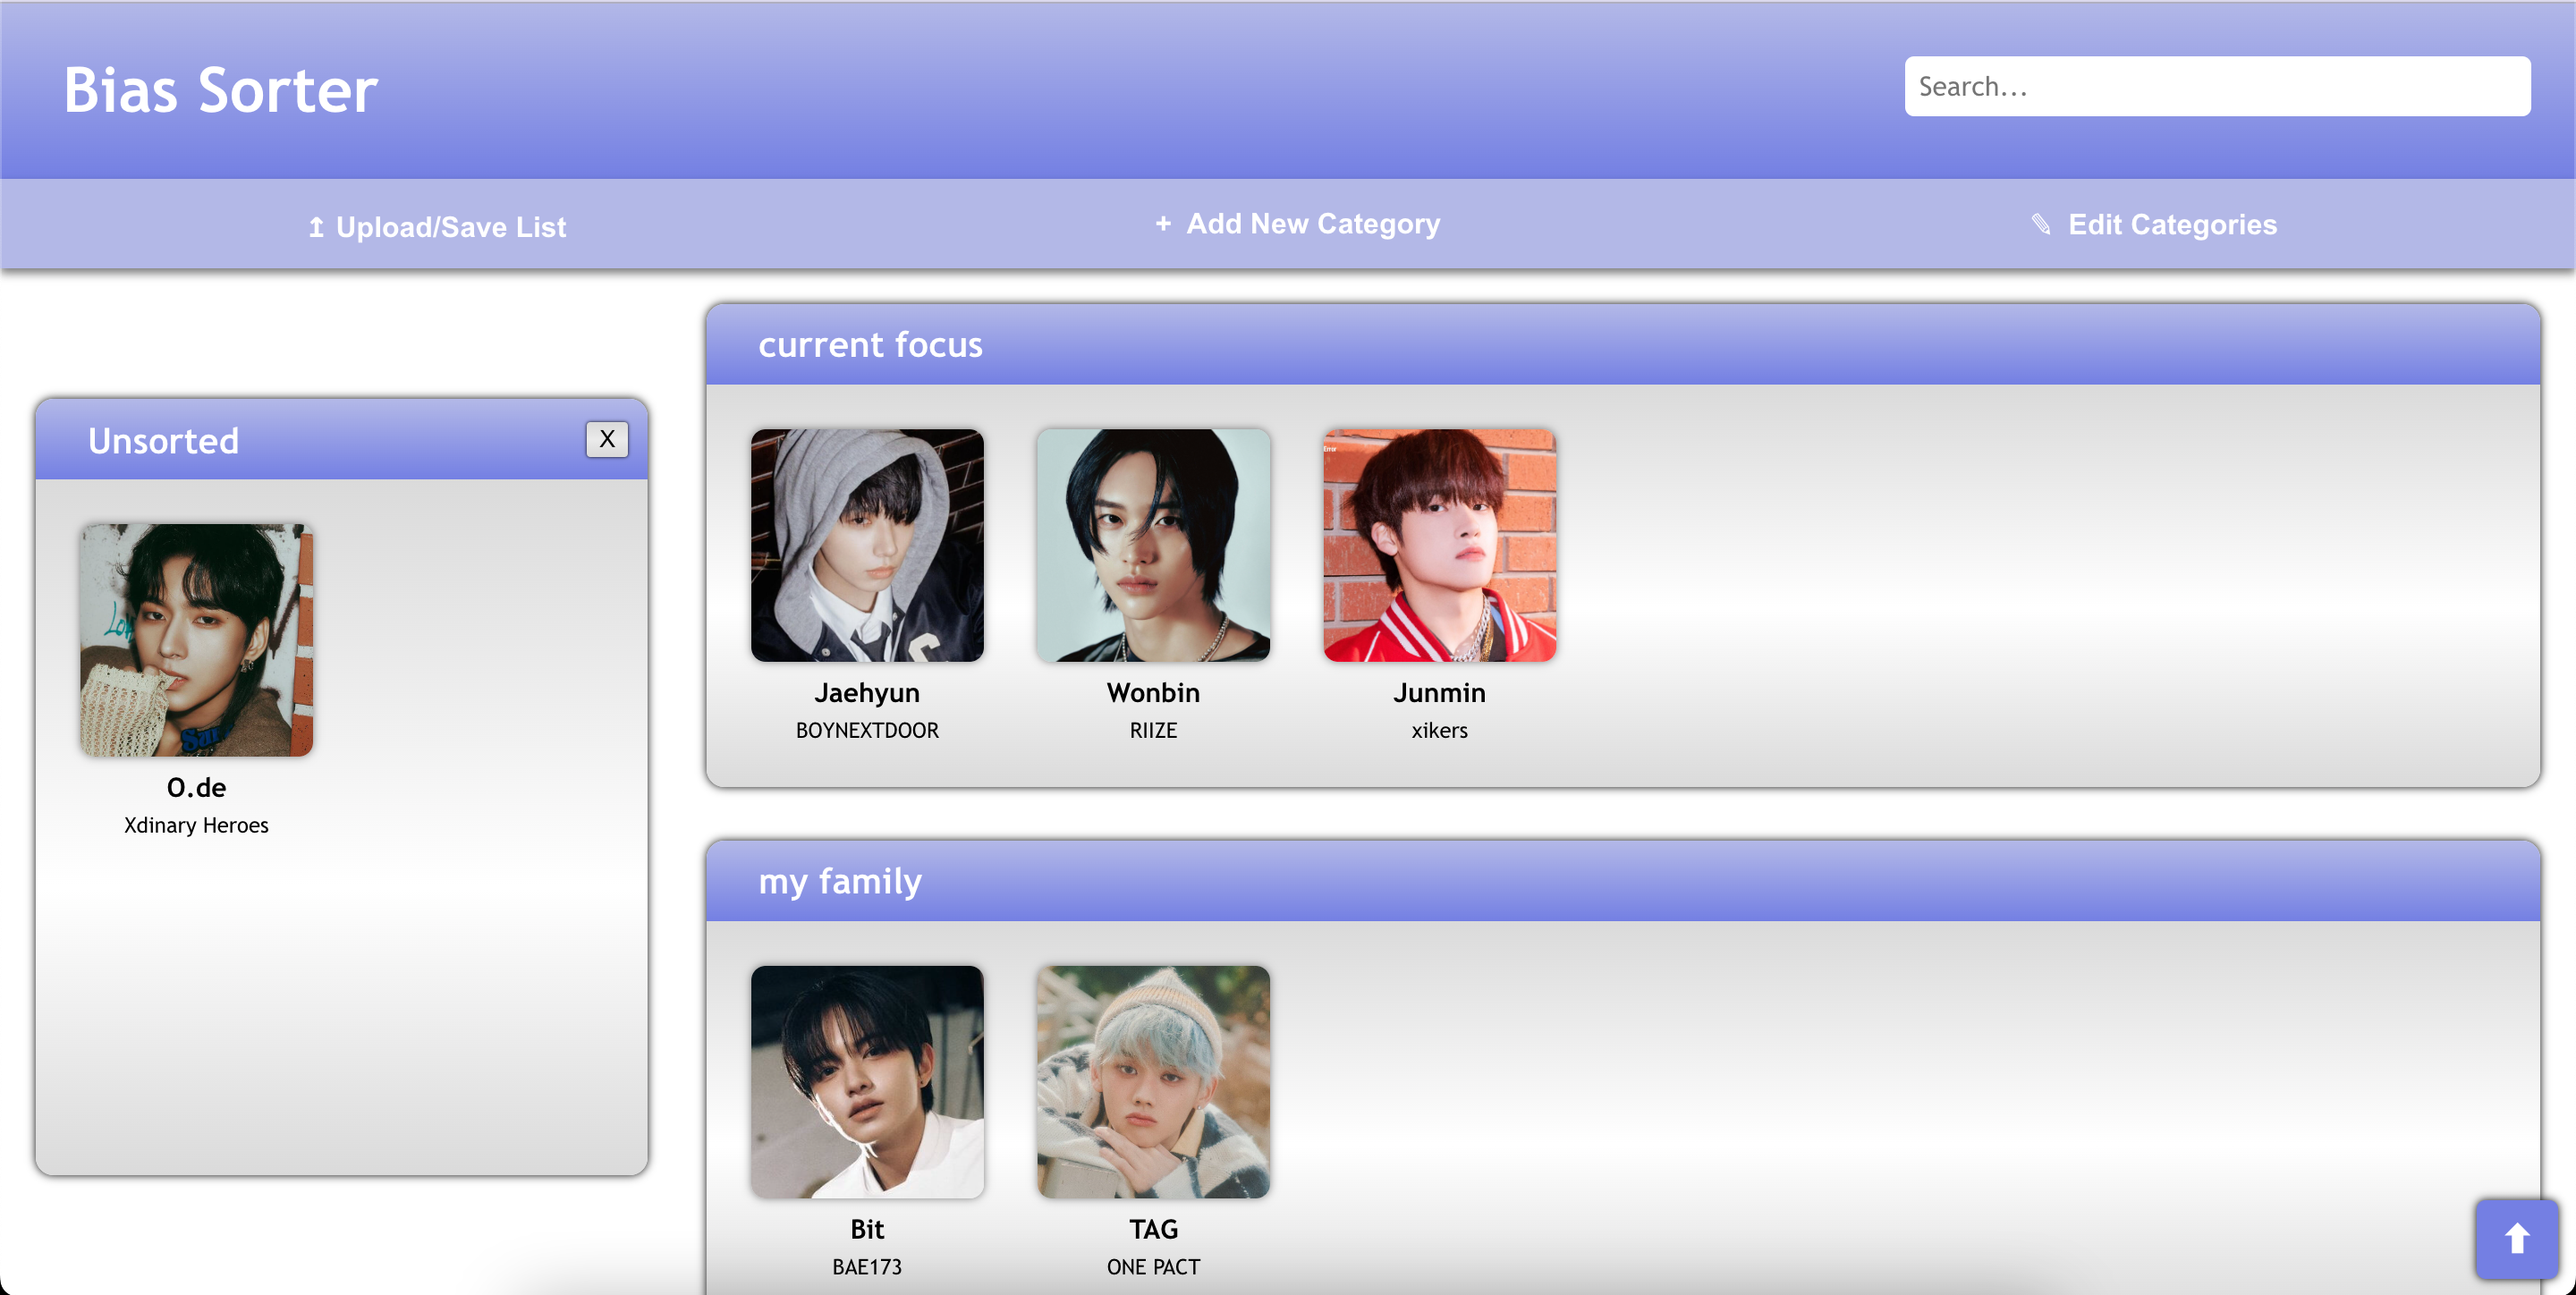 Bias Sorter
Search...
↥ Upload/Save List
+ Add New Category
✎ Edit Categories
Unsorted
X
O.de
Xdinary Heroes
current focus
Jaehyun
BOYNEXTDOOR
Wonbin
RIIZE
Junmin
xikers
my family
Bit
BAE173
TAG
ONE PACT